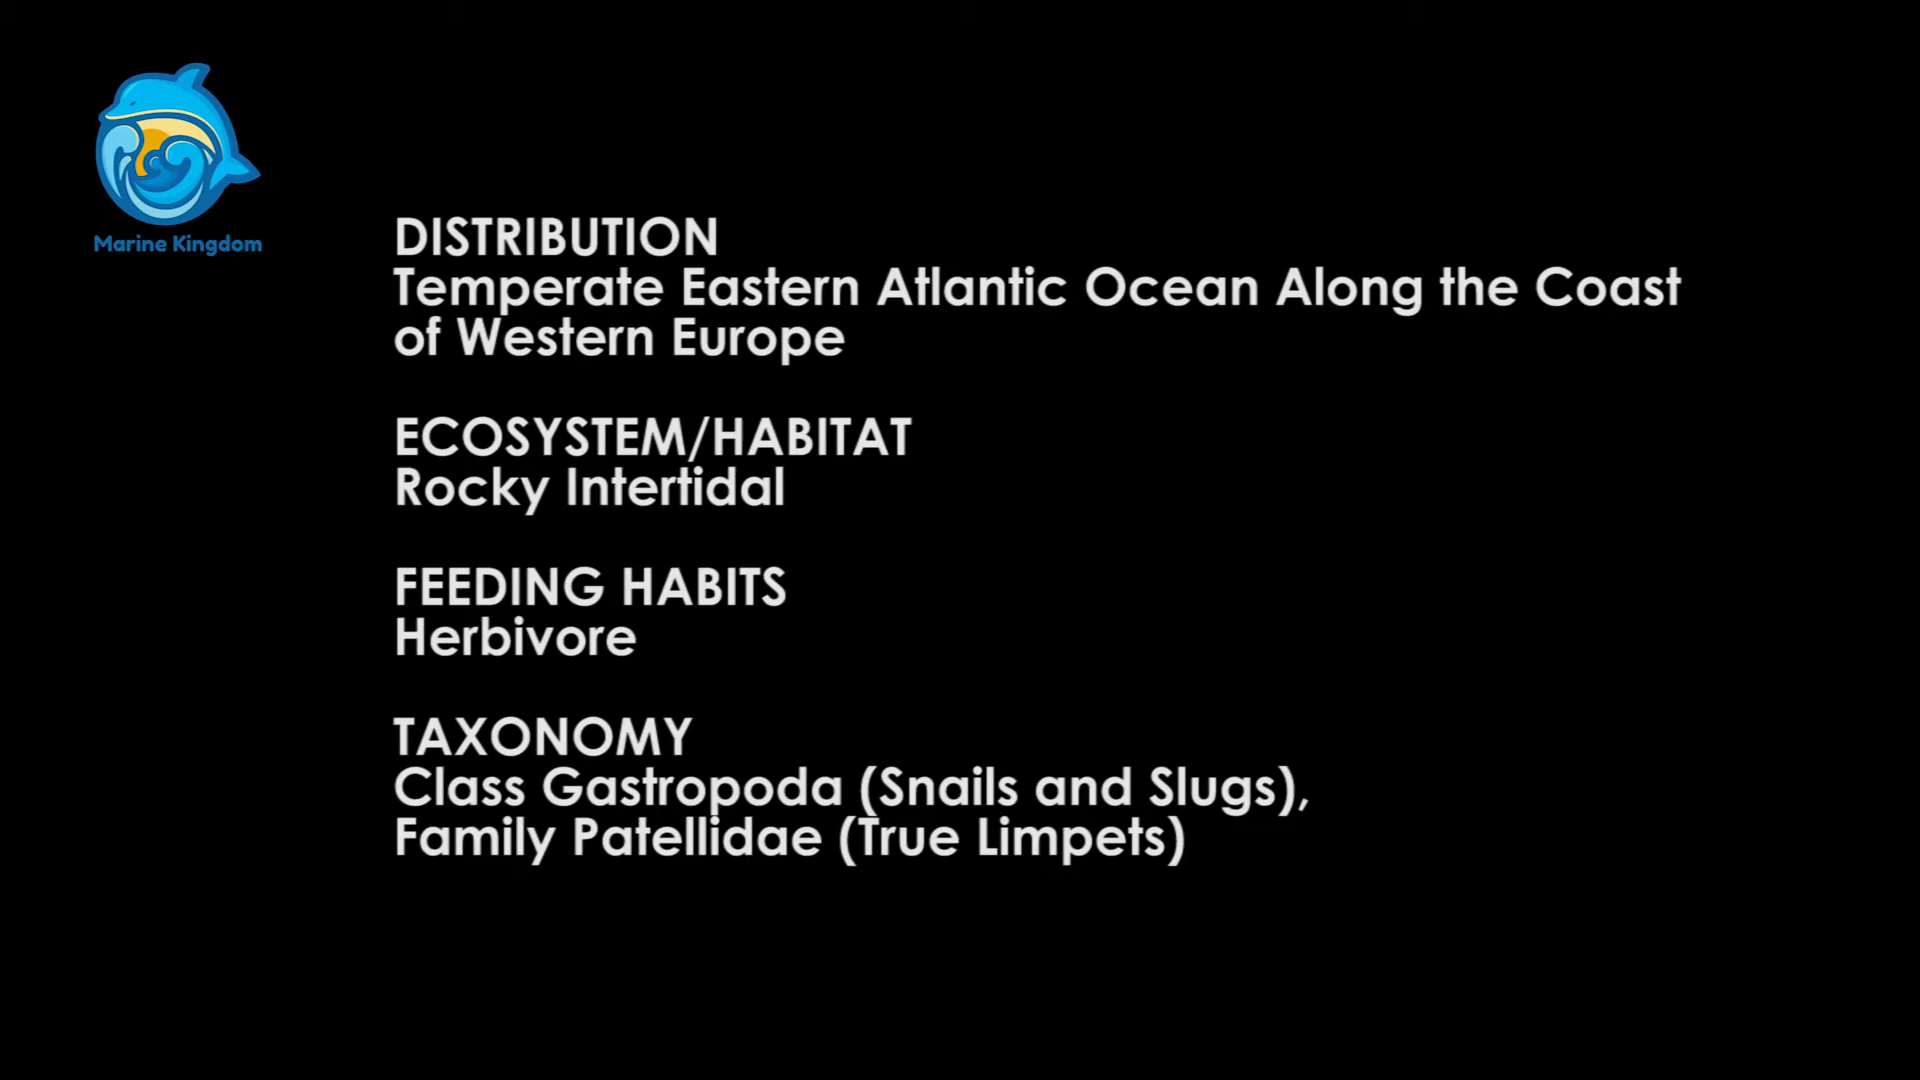 Marine Kingdom
DISTRIBUTION
Temperate Eastern Atlantic Ocean Along the Coast
of Western Europe
ECOSYSTEM/HABITAT
Rocky Intertidal
FEEDING HABITS
Herbivore
TAXONOMY
Class Gastropoda (Snails and Slugs),
Family Patellidae (True Limpets)